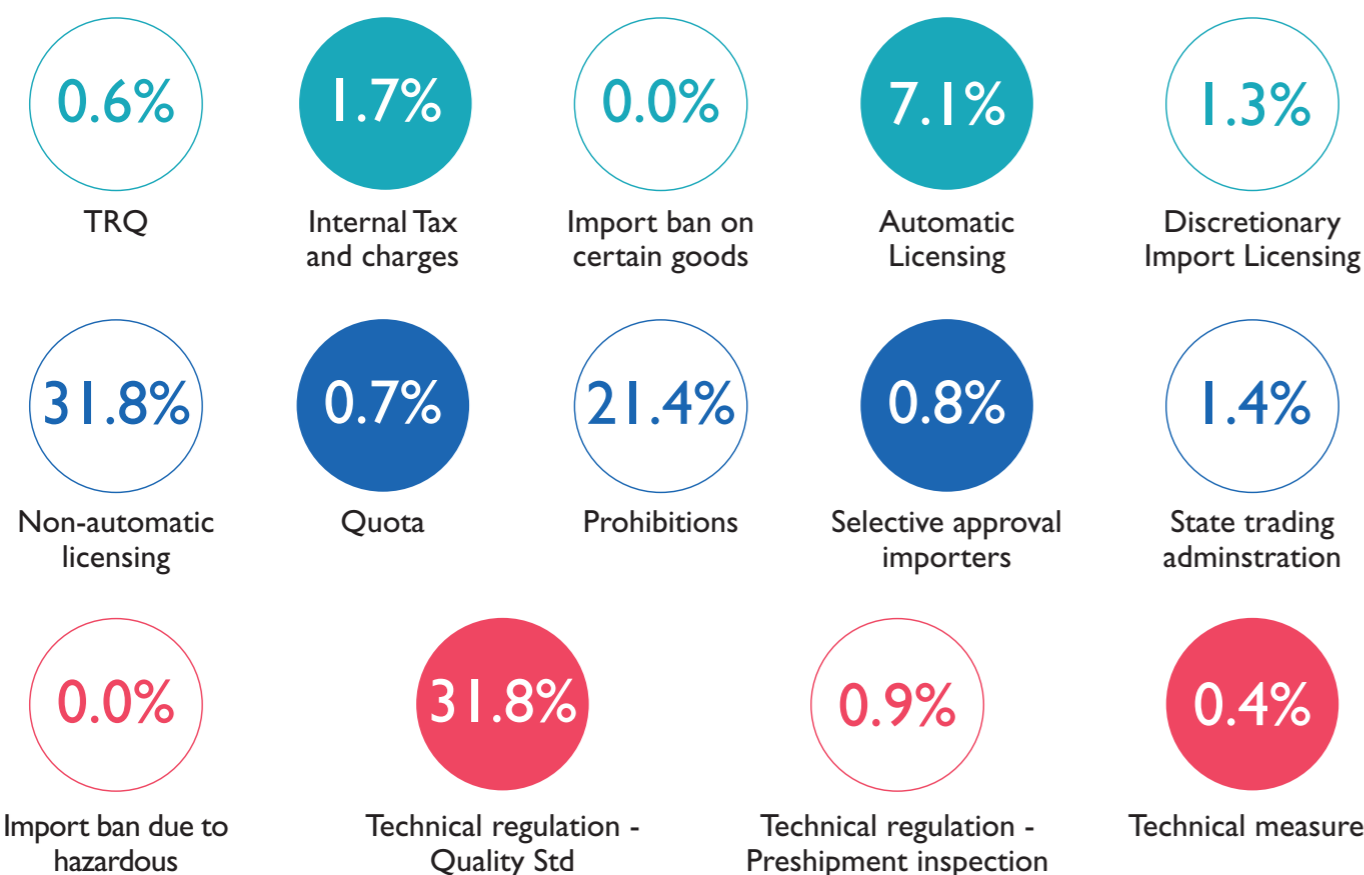 0.6%
1.7%
0.0%
7.1%
1.3%
TRQ
Internal Tax
and charges
Import ban on
certain goods
Automatic
Licensing
Discretionary
Import Licensing
31.8%
0.7%
21.4%
0.8%
1.4%
Non-automatic
licensing
Quota
Prohibitions
Selective approval
importers
State trading
adminstration
0.0%
31.8%
0.9%
0.4%
Import ban due to
hazardous
Technical regulation -
Quality Std
Technical regulation -
Preshipment inspection
Technical measure